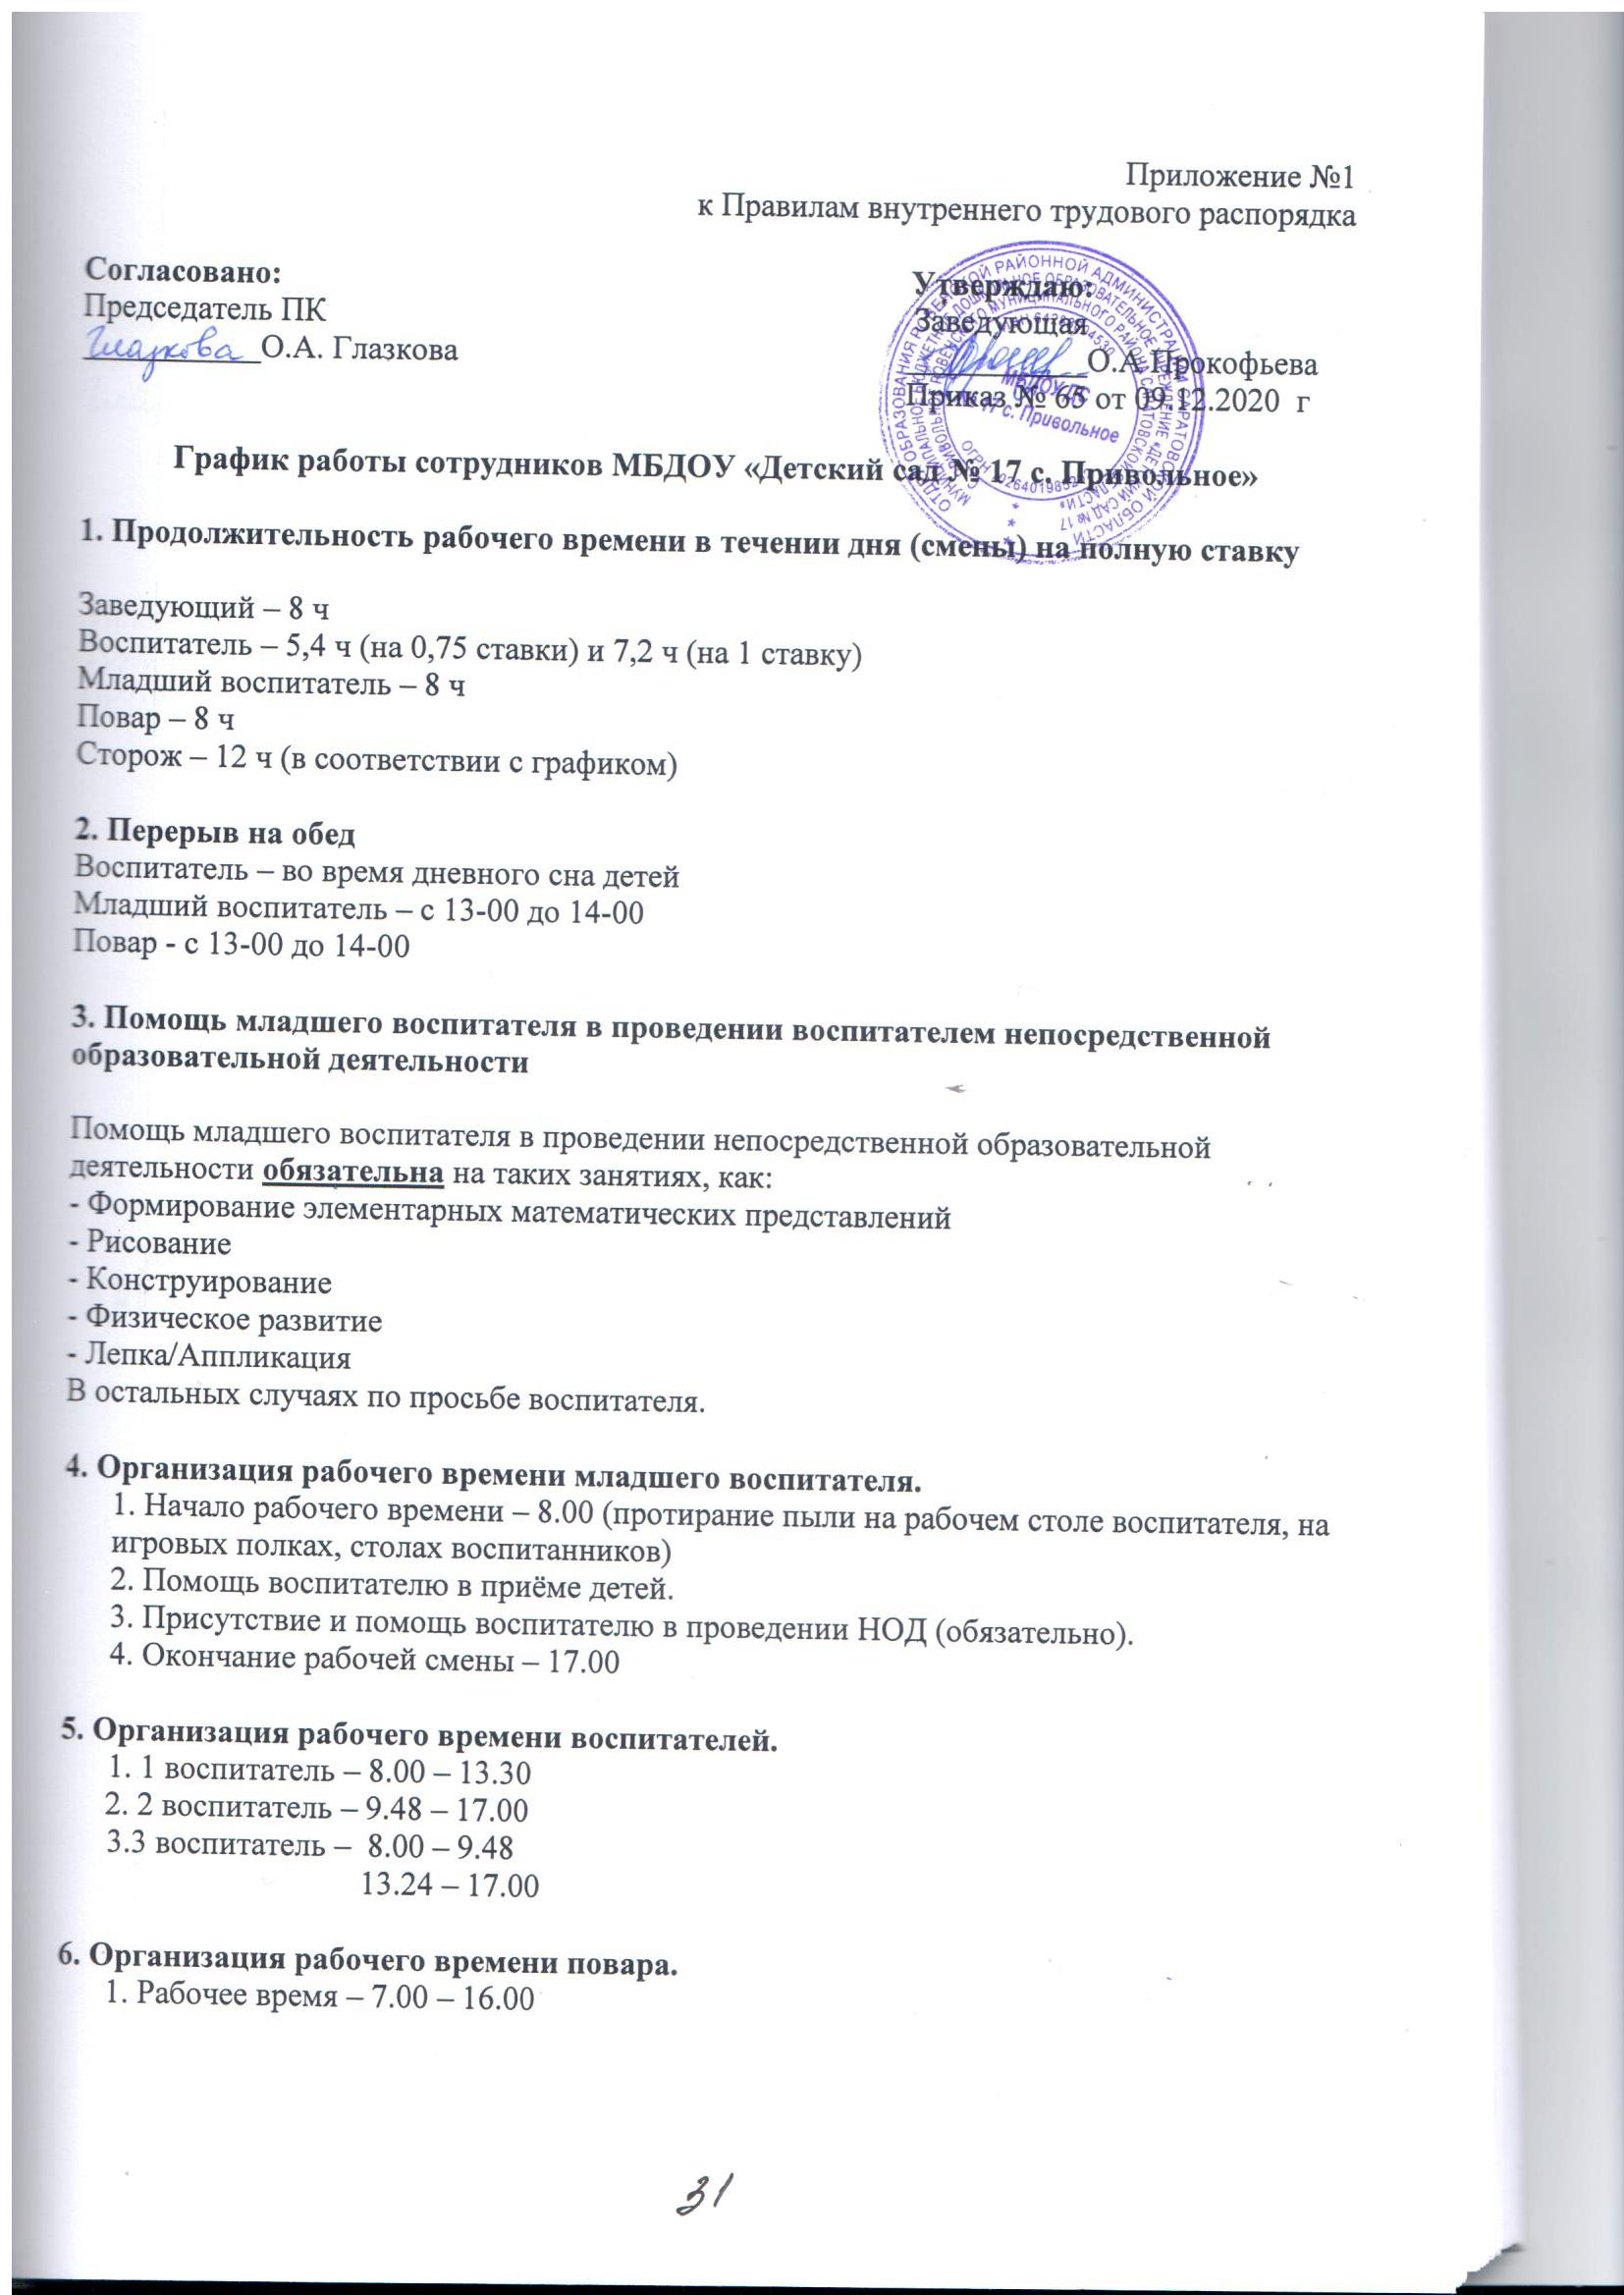 Приложение №1
к Правилам внутреннего трудового распорядка
Согласовано:
Председатель ПК
Глазкова О.А. Глазкова
Утверждаю:
Заведующая
О.А.Прокофьева
Приказ № 65 от 09.12.2020 г
МБДОУ ДС
№ 17 с. Привольное
График работы сотрудников МБДОУ «Детский сад № 17 с. Привольное»
1. Продолжительность рабочего времени в течении дня (смены) на полную ставку
Заведующий – 8 ч
Воспитатель – 5,4 ч (на 0,75 ставки) и 7,2 ч (на 1 ставку)
Младший воспитатель – 8 ч
Повар – 8 ч
Сторож – 12 ч (в соответствии с графиком)
2. Перерыв на обед
Воспитатель – во время дневного сна детей
Младший воспитатель – с 13-00 до 14-00
Повар - с 13-00 до 14-00
3. Помощь младшего воспитателя в проведении воспитателем непосредственной
образовательной деятельности
Помощь младшего воспитателя в проведении непосредственной образовательной
деятельности обязательна на таких занятиях, как:
- Формирование элементарных математических представлений
- Рисование
- Конструирование
- Физическое развитие
- Лепка/Аппликация
В остальных случаях по просьбе воспитателя.
4. Организация рабочего времени младшего воспитателя.
1. Начало рабочего времени – 8.00 (протирание пыли на рабочем столе воспитателя, на
игровых полках, столах воспитанников)
2. Помощь воспитателю в приёме детей.
3. Присутствие и помощь воспитателю в проведении НОД (обязательно).
4. Окончание рабочей смены – 17.00
5. Организация рабочего времени воспитателей.
1. 1 воспитатель – 8.00 – 13.30
2. 2 воспитатель – 9.48 – 17.00
3.3 воспитатель – 8.00 – 9.48
13.24 – 17.00
6. Организация рабочего времени повара.
1. Рабочее время – 7.00 – 16.00
31